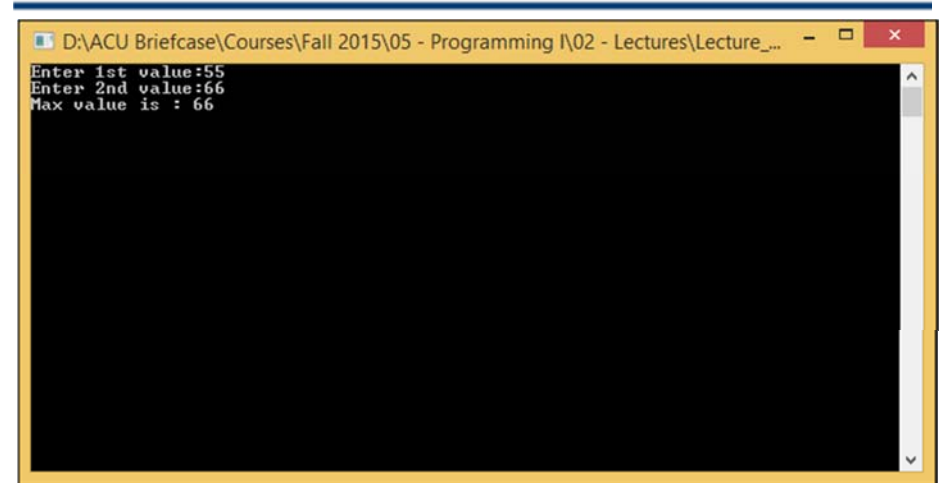 D:\ACU Briefcase\Courses\Fall 2015\05 - Programming I\02 - Lectures\Lecture_...
Enter 1st value:55
Enter 2nd value:66
Max value is : 66